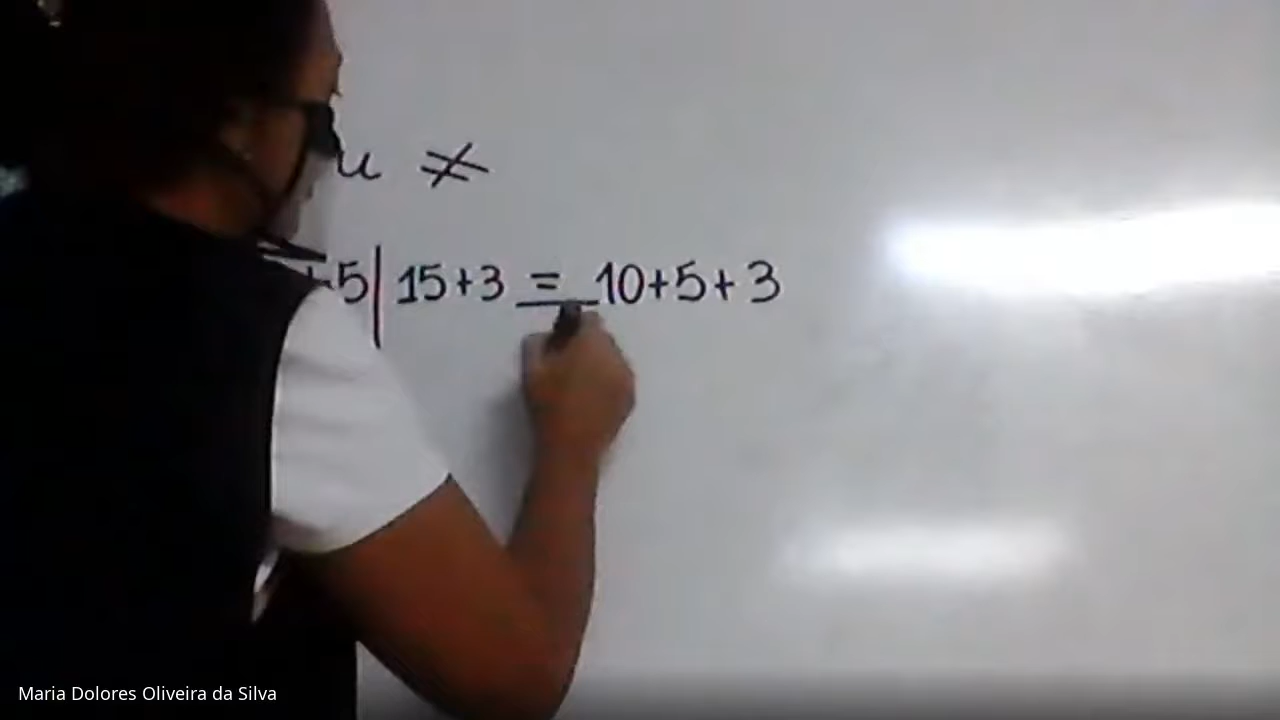 u ≠
+5 | 15+3 = 10+5+3
Maria Dolores Oliveira da Silva